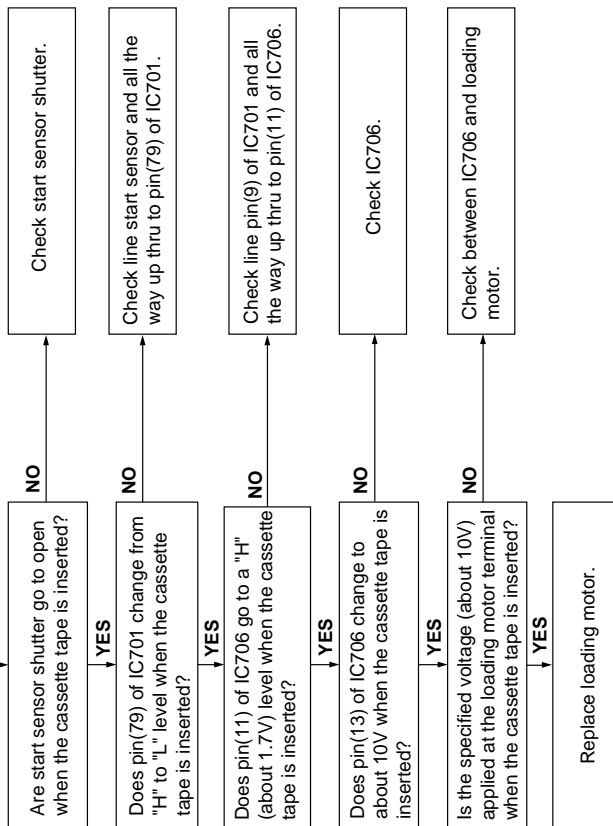 Are start sensor shutter go to open
when the cassette tape is inserted?
NO
Check start sensor shutter.
YES
Does pin(79) of IC701 change from
"H" to "L" level when the cassette
tape is inserted?
NO
Check line start sensor and all the
way up thru to pin(79) of IC701.
YES
Does pin(11) of IC706 go to a "H"
(about 1.7V) level when the cassette
tape is inserted?
NO
Check line pin(9) of IC701 and all
the way up thru to pin(11) of IC706.
YES
Does pin(13) of IC706 change to
about 10V when the cassette tape is
inserted?
NO
Check IC706.
YES
Is the specified voltage (about 10V)
applied at the loading motor terminal
when the cassette tape is inserted?
NO
Check between IC706 and loading
motor.
YES
Replace loading motor.